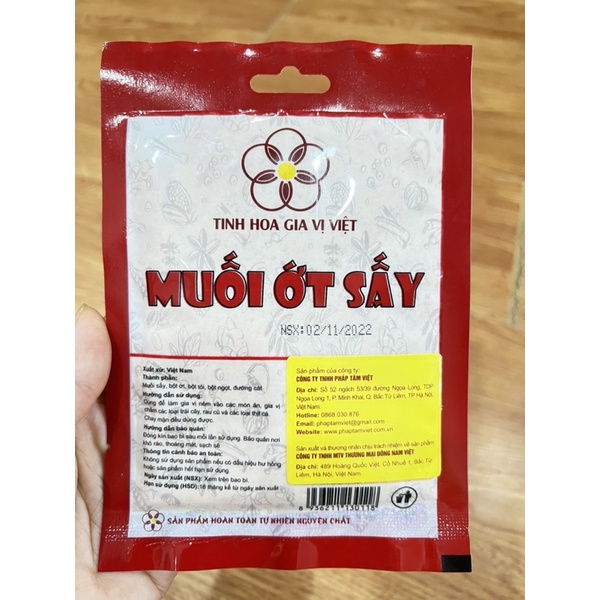 TINH HOA GIA VỊ VIỆT
MUỐI ỚT SẤY
NSX:02/11/2022
Xuất xứ: Việt Nam
Thành phần:
Muối sấy, bột ớt, bột tỏi, bột ngọt, đường cát
Hướng dẫn sử dụng:
Dùng để làm gia vị nêm vào các món ăn, gia vị
chấm các loại trái cây, rau củ và các loại thịt cá.
Chay mặn đều dùng được.
Hướng dẫn bảo quản:
Đóng kín bao bì sau mỗi lần sử dụng. Bảo quản nơi
khô ráo, thoáng mát, sạch sẽ.
Thông tin cảnh báo an toàn:
Không sử dụng sản phẩm nếu có dấu hiệu hư hỏng
hoặc sản phẩm hết hạn sử dụng.
Ngày sản xuất (NSX): Xem trên bao bì.
Hạn sử dụng (HSD): 18 tháng kể từ ngày sản xuất
Sản phẩm của công ty:
CÔNG TY TNHH PHÁP TÂM VIỆT
Địa chỉ: Số 52 ngách 53/39 đường Ngọa Long, TDP
Ngọa Long 1, P. Minh Khai, Q. Bắc Từ Liêm, TP Hà Nội,
Việt Nam
Hotline: 0868.030.876
Email: phaptamviet@gmail.com
Website: www.phaptamviet.com.vn
Sản xuất và thương nhân chịu trách nhiệm về sản phẩm
CÔNG TY TNHH MTV THƯƠNG MẠI ĐÔNG NAM VIỆT
Địa chỉ: 489 Hoàng Quốc Việt, Cổ Nhuế 1, Bắc Từ
Liêm, Hà Nội, Việt Nam.
8 936211 130118
SẢN PHẨM HOÀN TOÀN TỰ NHIÊN NGUYÊN CHẤT